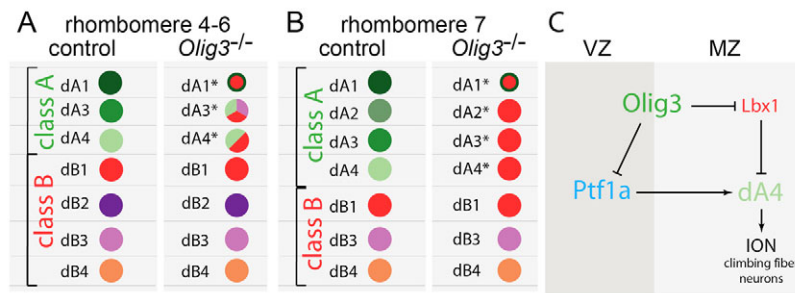 A
rhombomere 4-6
control
Olig3-/-
class A
dA1
dA1*
dA3
dA3*
dA4
dA4*
class B
dB1
dB1
dB2
dB2
dB3
dB3
dB4
dB4
B
rhombomere 7
control
Olig3-/-
class A
dA1
dA1*
dA2
dA2*
dA3
dA3*
dA4
dA4*
class B
dB1
dB1
dB3
dB3
dB4
dB4
C
VZ
MZ
Olig3
Lbx1
Ptf1a
dA4
ION
climbing fibe
neurons